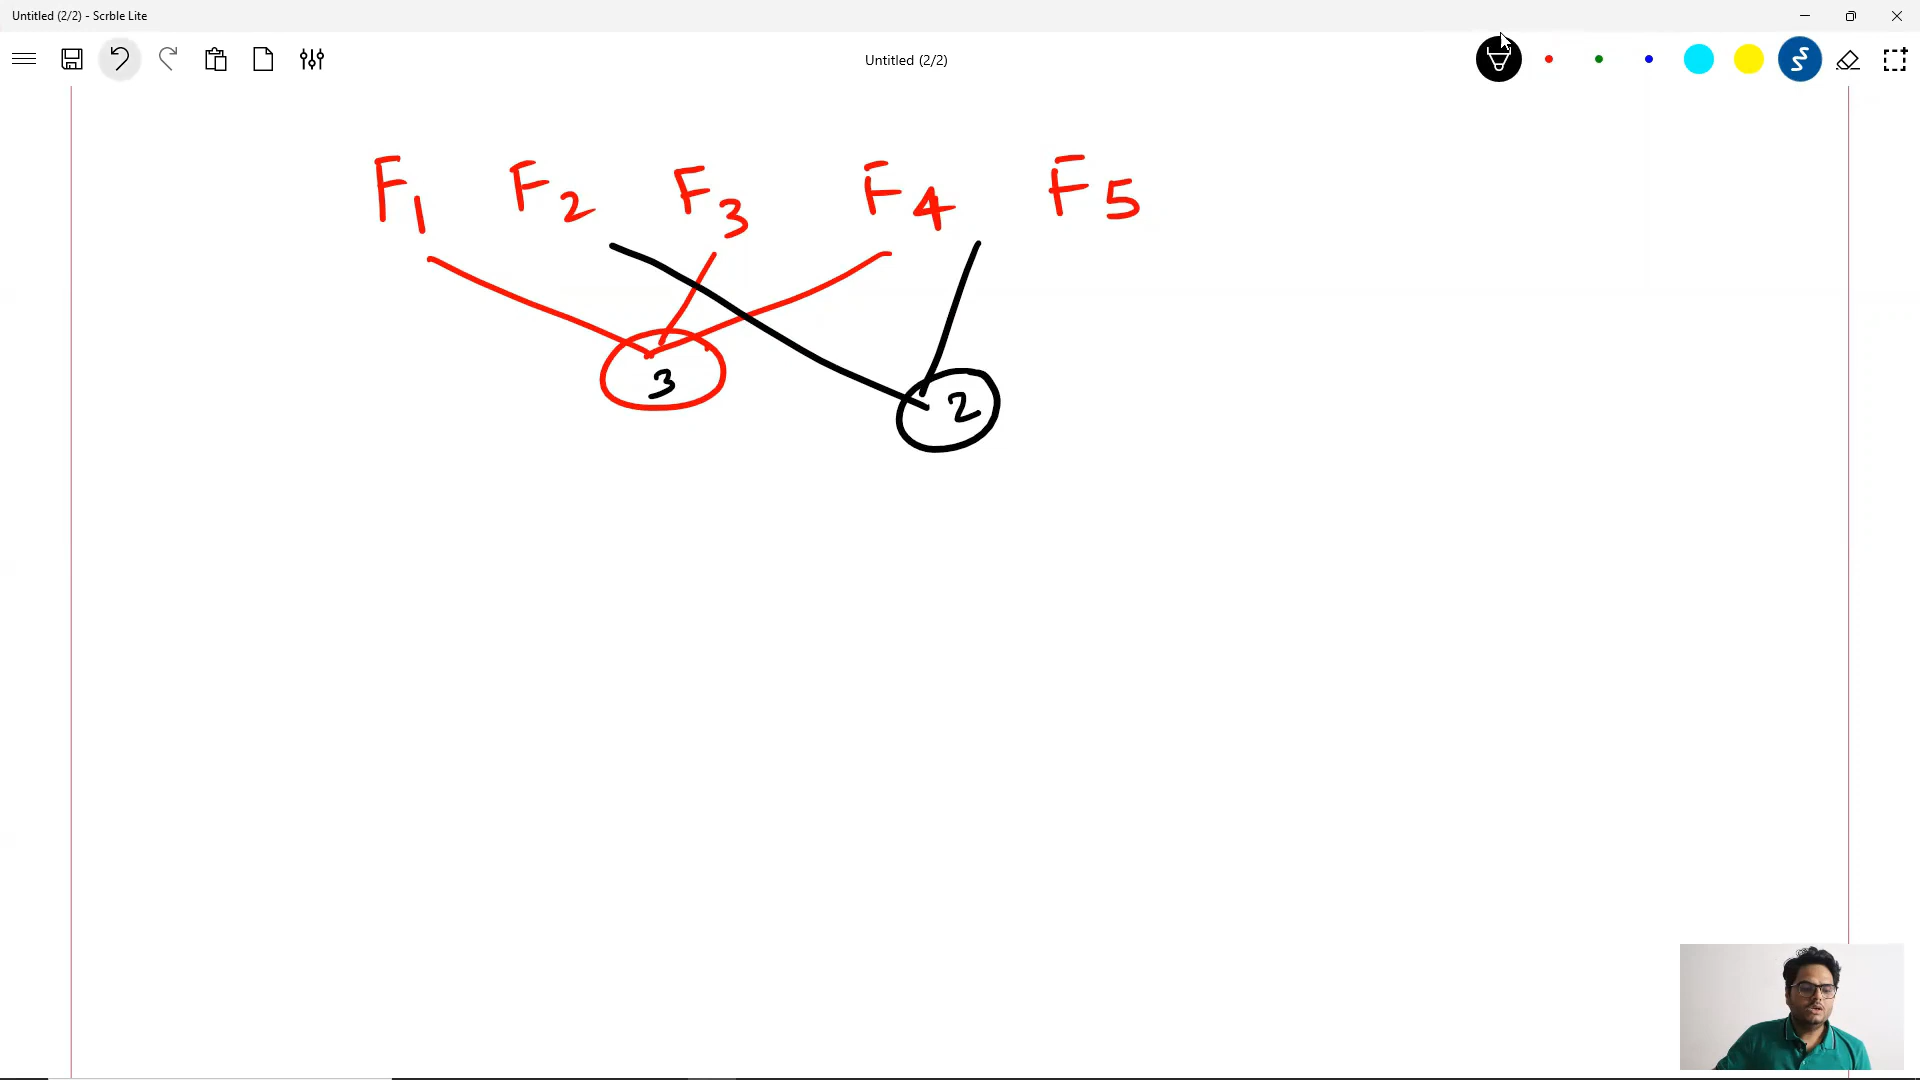 Untitled (2/2) - Scrble Lite
Untitled (2/2)
F1 F2 F3 F4 F5
3
2